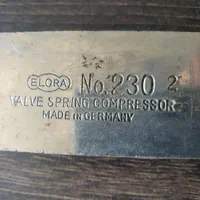 ELORA No. 230 2
VALVE SPRING COMPRESSOR
MADE in GERMANY